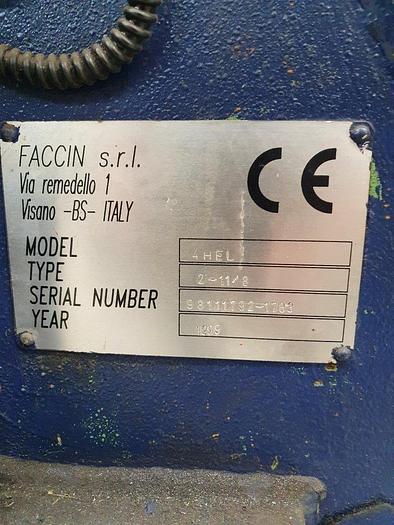 FACCIN s.r.l.
Via remedello 1
Visano -BS- ITALY
CE
MODEL 4HEL
TYPE
SERIAL NUMBER
YEAR